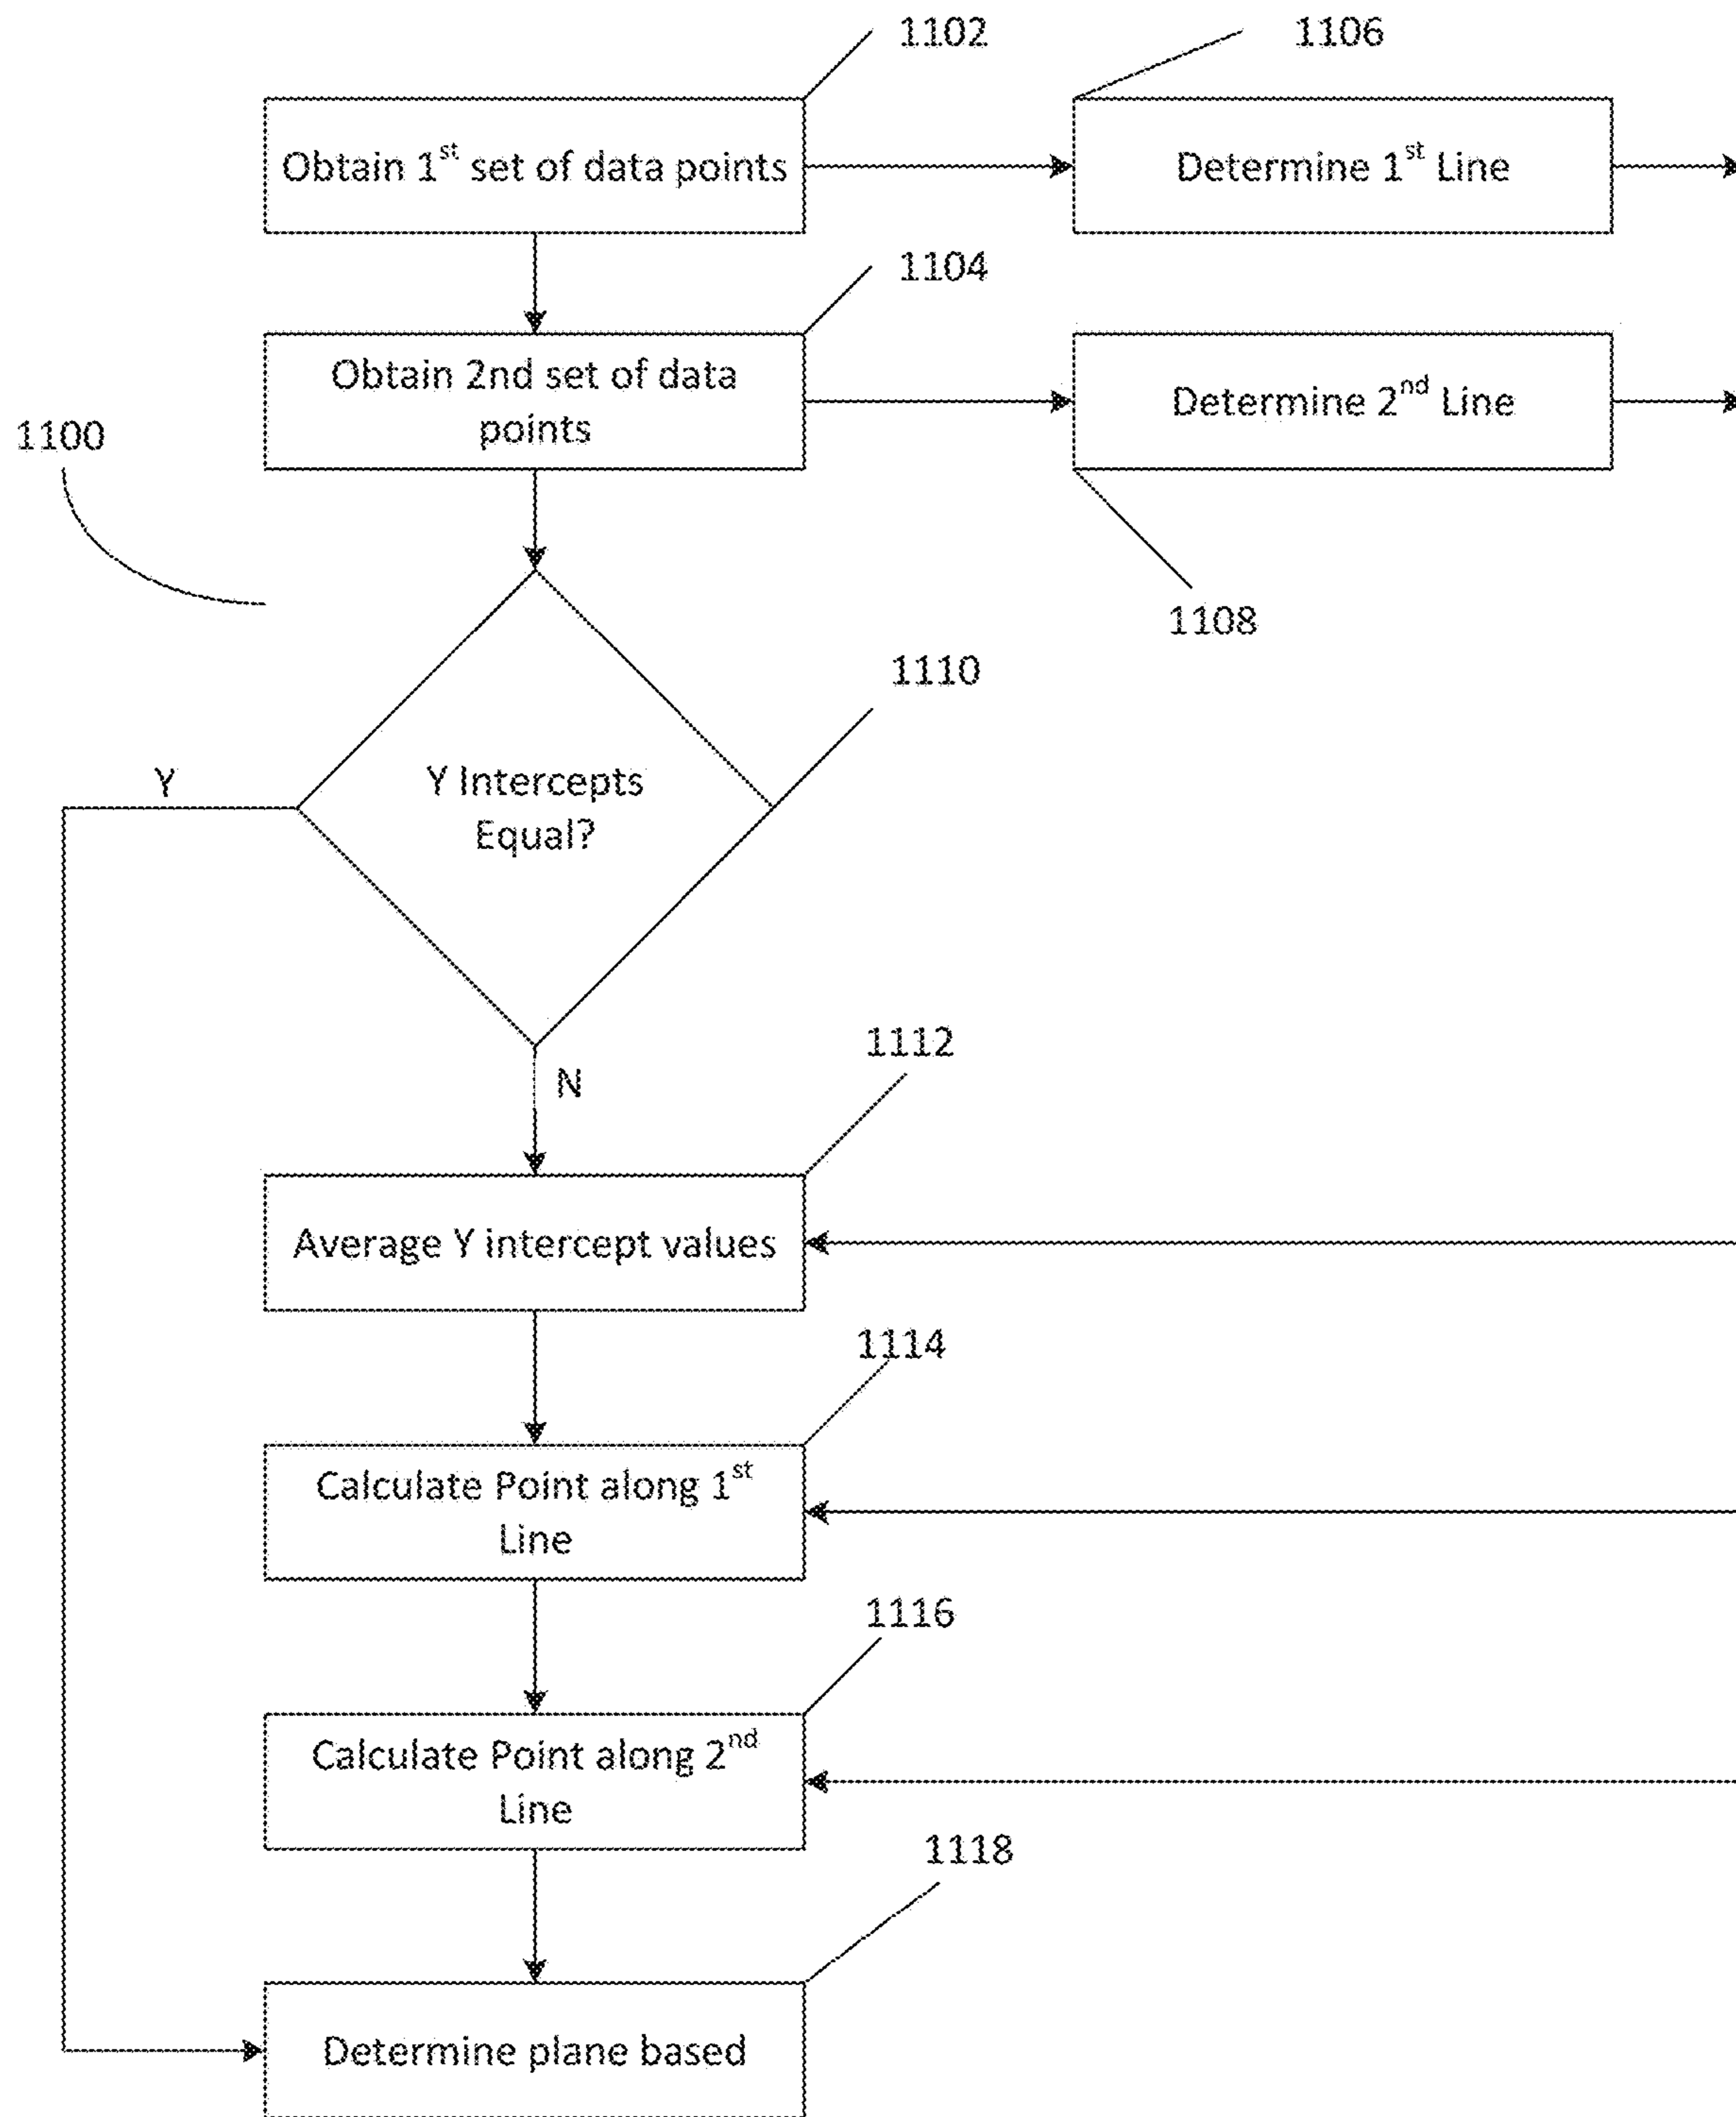 1102
1106
Obtain 1st set of data points
Determine 1st Line
1104
Obtain 2nd set of data
points
Determine 2nd Line
1100
1108
1110
Y
Y Intercepts
Equal?
1112
N
Average Y intercept values
1114
Calculate Point along 1st
Line
1116
Calculate Point along 2nd
Line
1118
Determine plane based